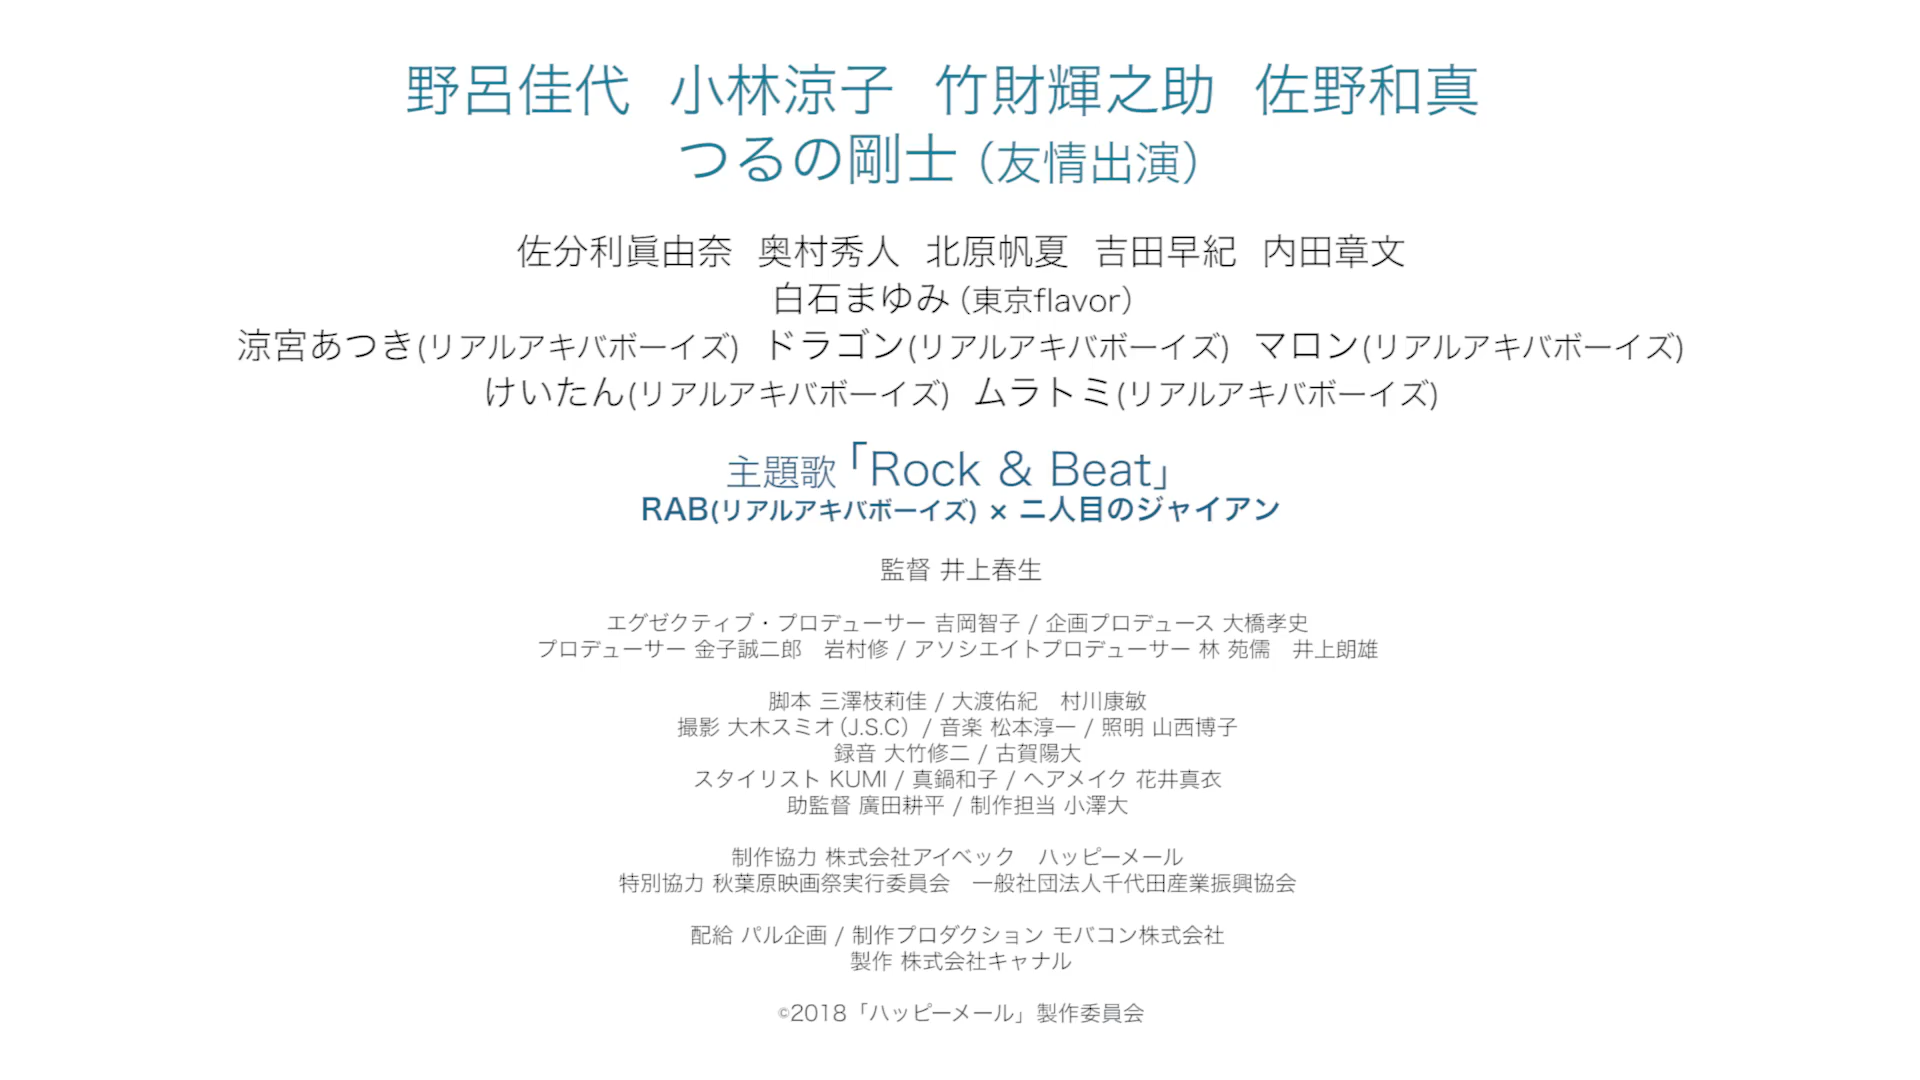 野呂佳代　小林涼子　竹財輝之助　佐野和真
つるの剛士（友情出演）
佐分利眞由奈　奥村秀人　北原帆夏　吉田早紀　内田章文
白石まゆみ（東京flavor）
涼宮あつき(リアルアキバボーイズ)　ドラゴン(リアルアキバボーイズ)　マロン(リアルアキバボーイズ)
けいたん(リアルアキバボーイズ)　ムラトミ(リアルアキバボーイズ)
主題歌「Rock & Beat」
RAB(リアルアキバボーイズ) × 二人目のジャイアン
監督 井上春生
エグゼクティブ・プロデューサー 吉岡智子 / 企画プロデュース 大橋孝史
プロデューサー 金子誠二郎　岩村修 / アソシエイトプロデューサー 林 苑儒　井上朗雄
脚本 三澤枝莉佳 / 大渡佑紀　村川康敏
撮影 大木スミオ（J.S.C） / 音楽 松本淳一 / 照明 山西博子
録音 大竹修二 / 古賀陽大
スタイリスト KUMI / 真鍋和子 / ヘアメイク 花井真衣
助監督 廣田耕平 / 制作担当 小澤大
制作協力 株式会社アイベック　ハッピーメール
特別協力 秋葉原映画祭実行委員会　一般社団法人千代田産業振興協会
配給 パル企画 / 制作プロダクション モバコン株式会社
製作 株式会社キャナル
©2018「ハッピーメール」製作委員会